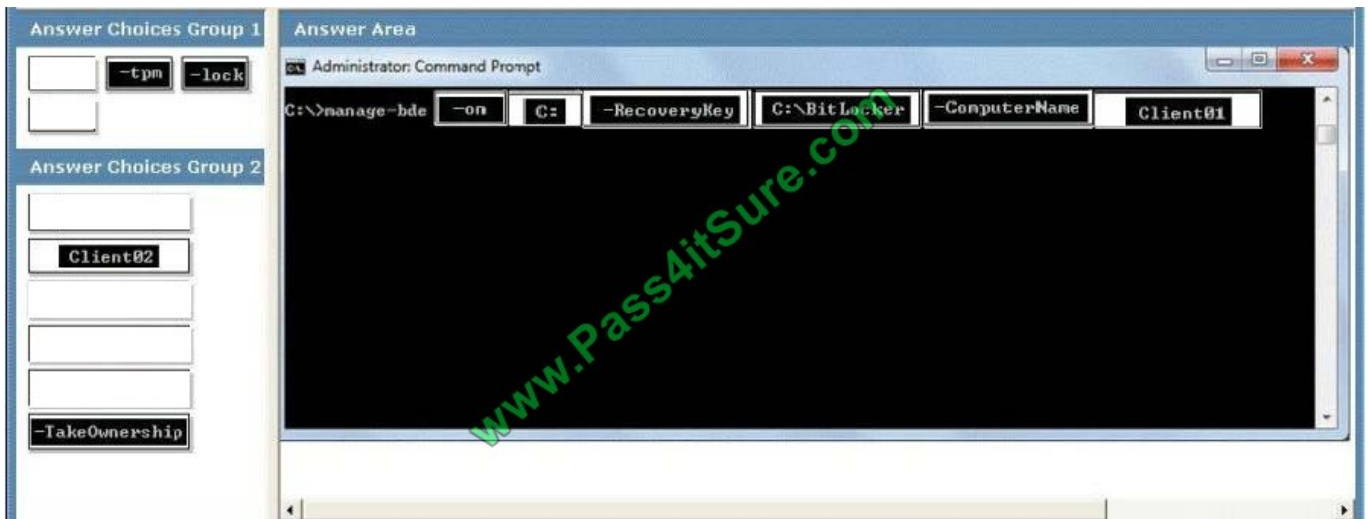 Answer Choices Group 1
-tpm -lock
Answer Choices Group 2
Client02
-TakeOwnership
Answer Area
Administrator: Command Prompt
C:\>manage-bde -on C: -RecoveryKey C:\BitLocker -ComputerName Client01
www.Pass4itSure.com